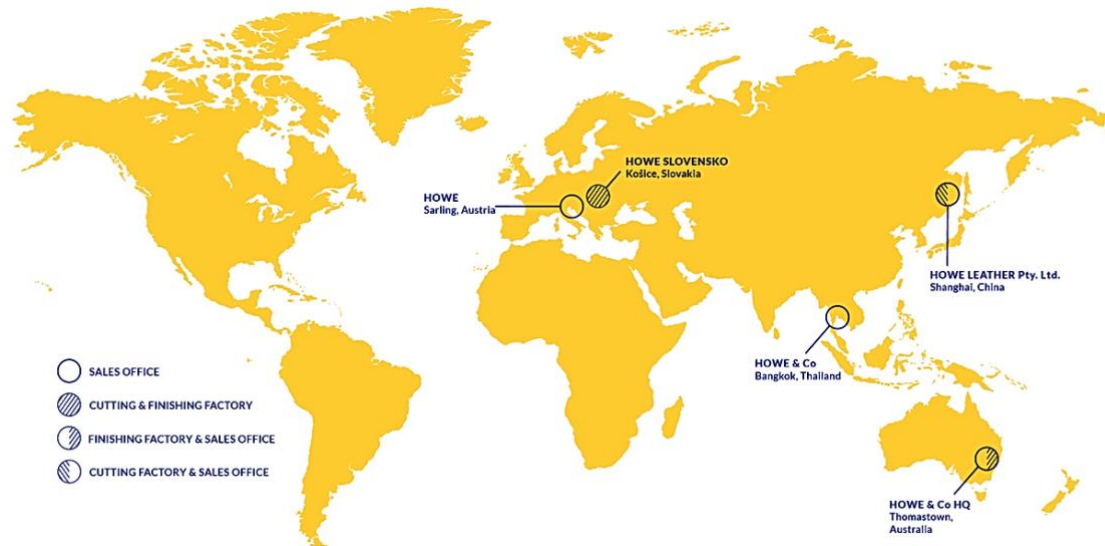 HOWE SLOVENSKO
Košice, Slovakia
HOWE
Sarling, Austria
HOWE LEATHER Pty. Ltd.
Shanghai, China
HOWE & Co
Bangkok, Thailand
SALES OFFICE
CUTTING & FINISHING FACTORY
FINISHING FACTORY & SALES OFFICE
CUTTING FACTORY & SALES OFFICE
HOWE & Co HQ
Thomastown,
Australia